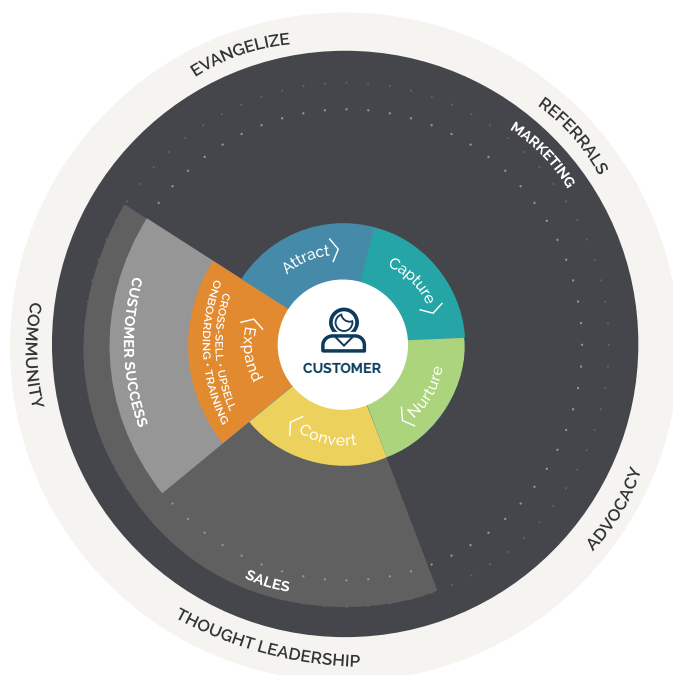 EVANGELIZE
REFERRALS
MARKETING
Attract
Capture
CUSTOMER
Nurture
Convert
Expand
CROSS-SELL • UPSELL
ONBOARDING • TRAINING
CUSTOMER SUCCESS
COMMUNITY
SALES
ADVOCACY
THOUGHT LEADERSHIP